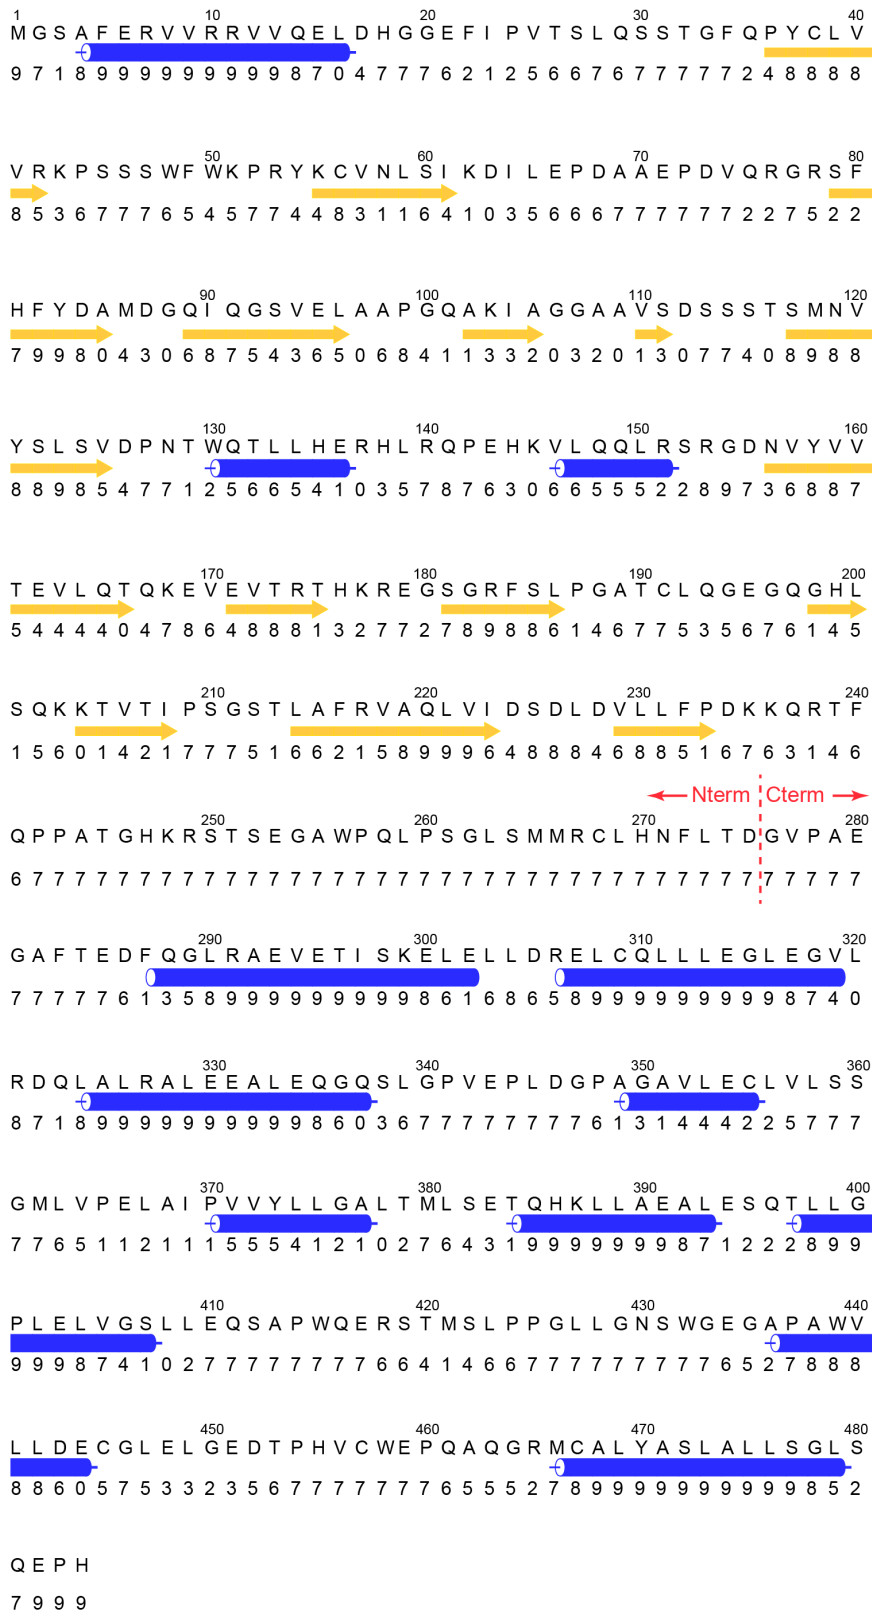 1 10 20 30 40
M G S A F E R V V R R V V Q E L D H G G E F I P V T S L Q S S T G F Q P Y C L V
9 7 1 8 9 9 9 9 9 9 9 9 9 8 7 0 4 7 7 7 6 2 1 2 5 6 6 7 6 7 7 7 7 7 2 4 8 8 8 8
50 60 70 80
V R K P S S S W F W K P R Y K C V N L S I K D I L E P D A A E P D V Q R G R S F
8 5 3 6 7 7 7 6 5 4 5 7 7 4 4 8 3 1 1 6 4 1 0 3 5 6 6 6 7 7 7 7 7 7 2 2 7 5 2 2
90 100 110 120
H F Y D A M D G Q I Q G S V E L A A P G Q A K I A G G A A V S D S S S T S M N V
7 9 9 8 0 4 3 0 6 8 7 5 4 3 6 5 0 6 8 4 1 1 3 3 2 0 3 2 0 1 3 0 7 7 4 0 8 9 8 8
130 140 150 160
Y S L S V D P N T W Q T L L H E R H L R Q P E H K V L Q Q L R S R G D N V Y V V
8 8 9 8 5 4 7 7 1 2 5 6 6 5 4 1 0 3 5 7 8 7 6 3 0 6 6 5 5 5 2 2 8 9 7 3 6 8 8 7
170 180 190 200
T E V L Q T Q K E V E V T R T H K R E G S G R F S L P G A T C L Q G E G Q G H L
5 4 4 4 4 0 4 7 8 6 4 8 8 8 1 3 2 7 7 2 7 8 9 8 8 6 1 4 6 7 7 5 3 5 6 7 6 1 4 5
210 220 230 240
S Q K K T V T I P S G S T L A F R V A Q L V I D S D L D V L L F P D K K Q R T F
1 5 6 0 1 4 2 1 7 7 7 5 1 6 6 2 1 5 8 9 9 9 6 4 8 8 8 4 6 8 8 5 1 6 7 6 3 1 4 6
Nterm Cterm
250 260 270 280
Q P P A T G H K R S T S E G A W P Q L P S G L S M M R C L H N F L T D G V P A E
6 7 7 7 7 7 7 7 7 7 7 7 7 7 7 7 7 7 7 7 7 7 7 7 7 7 7 7 7 7 7 7 7 7 7 7 7 7 7 7
290 300 310 320
G A F T E D F Q G L R A E V E T I S K E L E L L D R E L C Q L L L E G L E G V L
7 7 7 7 6 1 3 5 8 9 9 9 9 9 9 9 9 9 9 8 6 1 6 8 6 5 8 9 9 9 9 9 9 9 9 9 8 7 4 0
330 340 350 360
R D Q L A L R A L E E A L E Q G Q S L G P V E P L D G P A G A V L E C L V L S S
8 7 1 8 9 9 9 9 9 9 9 9 9 9 8 6 0 3 6 7 7 7 7 7 7 7 7 6 1 3 1 4 4 4 2 2 5 7 7 7
370 380 390 400
G M L V P E L A I P V V Y L L G A L T M L S E T Q H K L L A E A L E S Q T L L G
7 7 6 5 1 1 2 1 1 1 5 5 5 4 1 2 1 0 2 7 6 4 3 1 9 9 9 9 9 9 9 8 7 1 2 2 2 8 9 9
410 420 430 440
P L E L V G S L L E Q S A P W Q E R S T M S L P P G L L G N S W G E G A P A W V
9 9 9 8 7 4 1 0 2 7 7 7 7 7 7 7 7 6 6 4 1 4 6 6 7 7 7 7 7 7 7 7 7 6 5 2 7 8 8 8
450 460 470 480
L L D E C G L E L G E D T P H V C W E P Q A Q G R M C A L Y A S L A L L S G L S
8 8 6 0 5 7 5 3 3 2 3 5 6 7 7 7 7 7 7 7 6 5 5 5 2 7 8 9 9 9 9 9 9 9 9 9 9 8 5 2
Q E P H
7 9 9 9